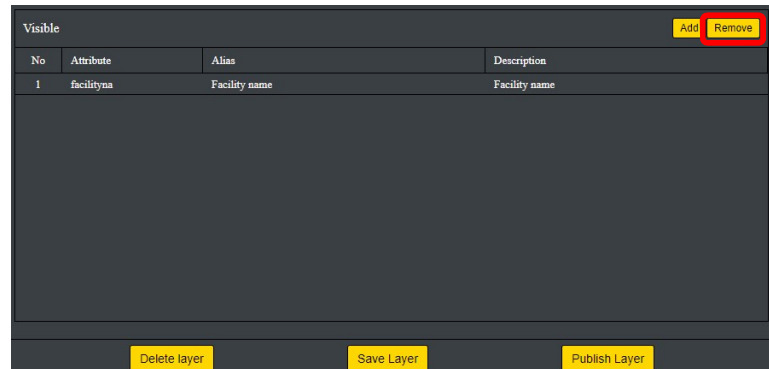 Visible Add Remove
No Attribute Alias Description
1 facilityna Facility name Facility name
Delete layer Save Layer Publish Layer